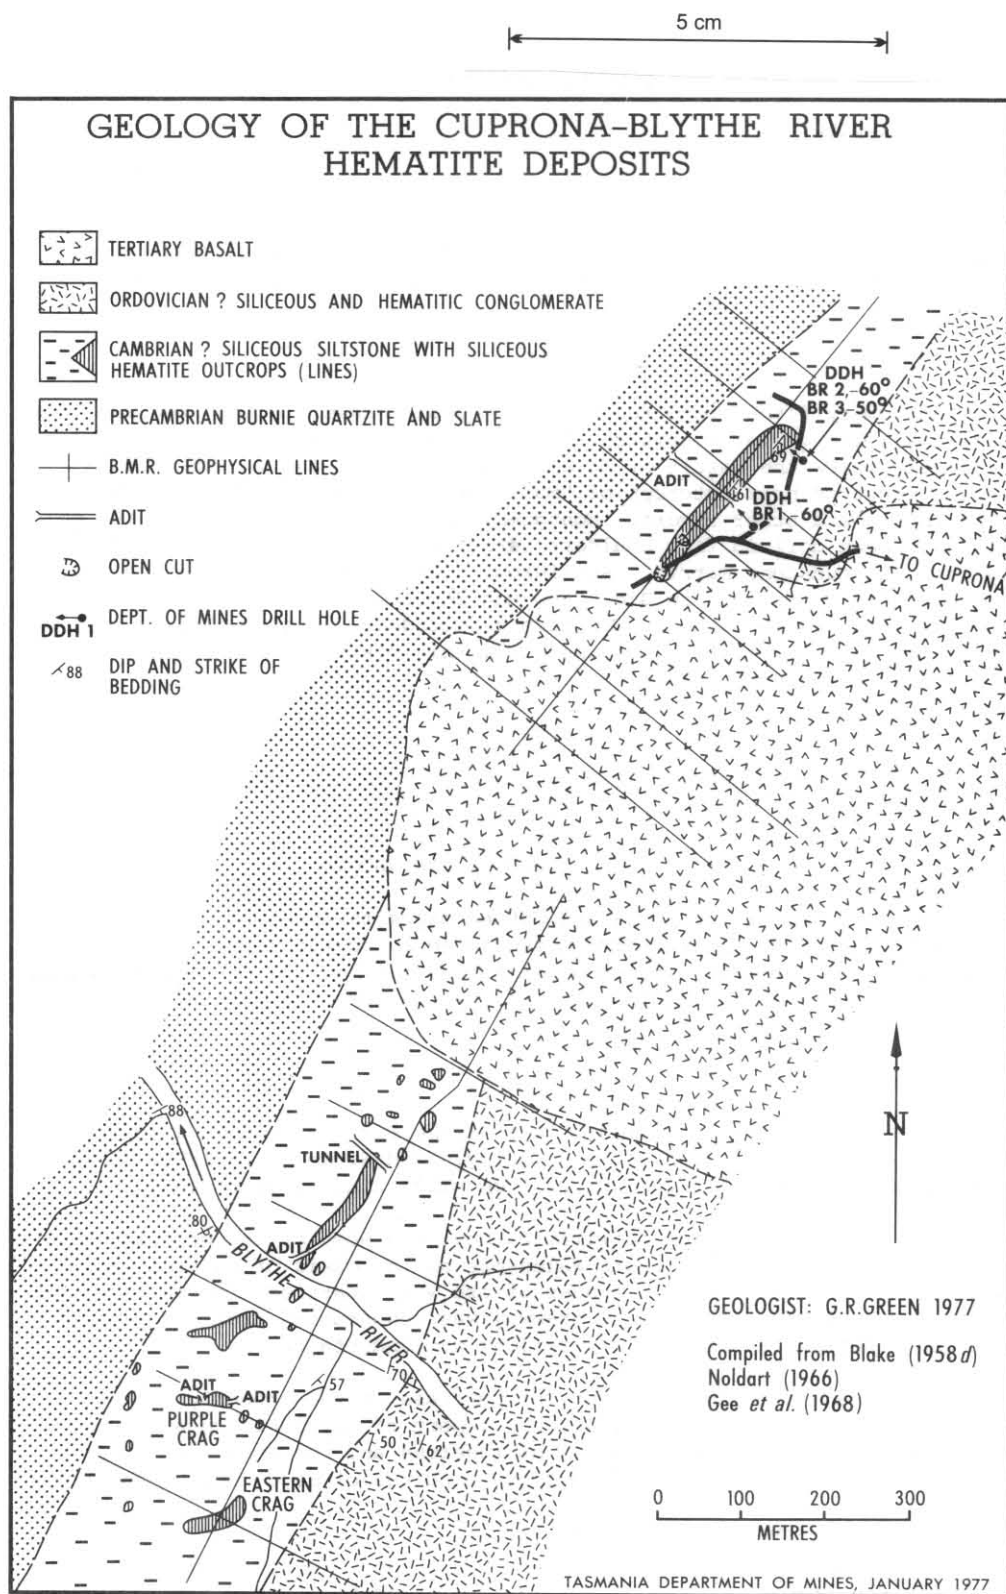 5 cm
GEOLOGY OF THE CUPRONA-BLYTHE RIVER
HEMATITE DEPOSITS
TERTIARY BASALT
ORDOVICIAN ? SILICEOUS AND HEMATITIC CONGLOMERATE
CAMBRIAN ? SILICEOUS SILTSTONE WITH SILICEOUS
HEMATITE OUTCROPS (LINES)
PRECAMBRIAN BURNIE QUARTZITE AND SLATE
B.M.R. GEOPHYSICAL LINES
ADIT
OPEN CUT
DDH 1
DEPT. OF MINES DRILL HOLE
88
DIP AND STRIKE OF
BEDDING
DDH
BR 2,-60°
BR 3,-50°
69
ADIT
61
DDH
BR1,-60°
TO CUPRONA
88
TUNNEL
80
ADIT
BLYTHE
RIVER
70
57
ADIT
ADIT
PURPLE
CRAG
50
62
EASTERN
CRAG
N
GEOLOGIST: G.R.GREEN 1977
Compiled from Blake (1958d)
Noldart (1966)
Gee et al. (1968)
0 100 200 300
METRES
TASMANIA DEPARTMENT OF MINES, JANUARY 1977